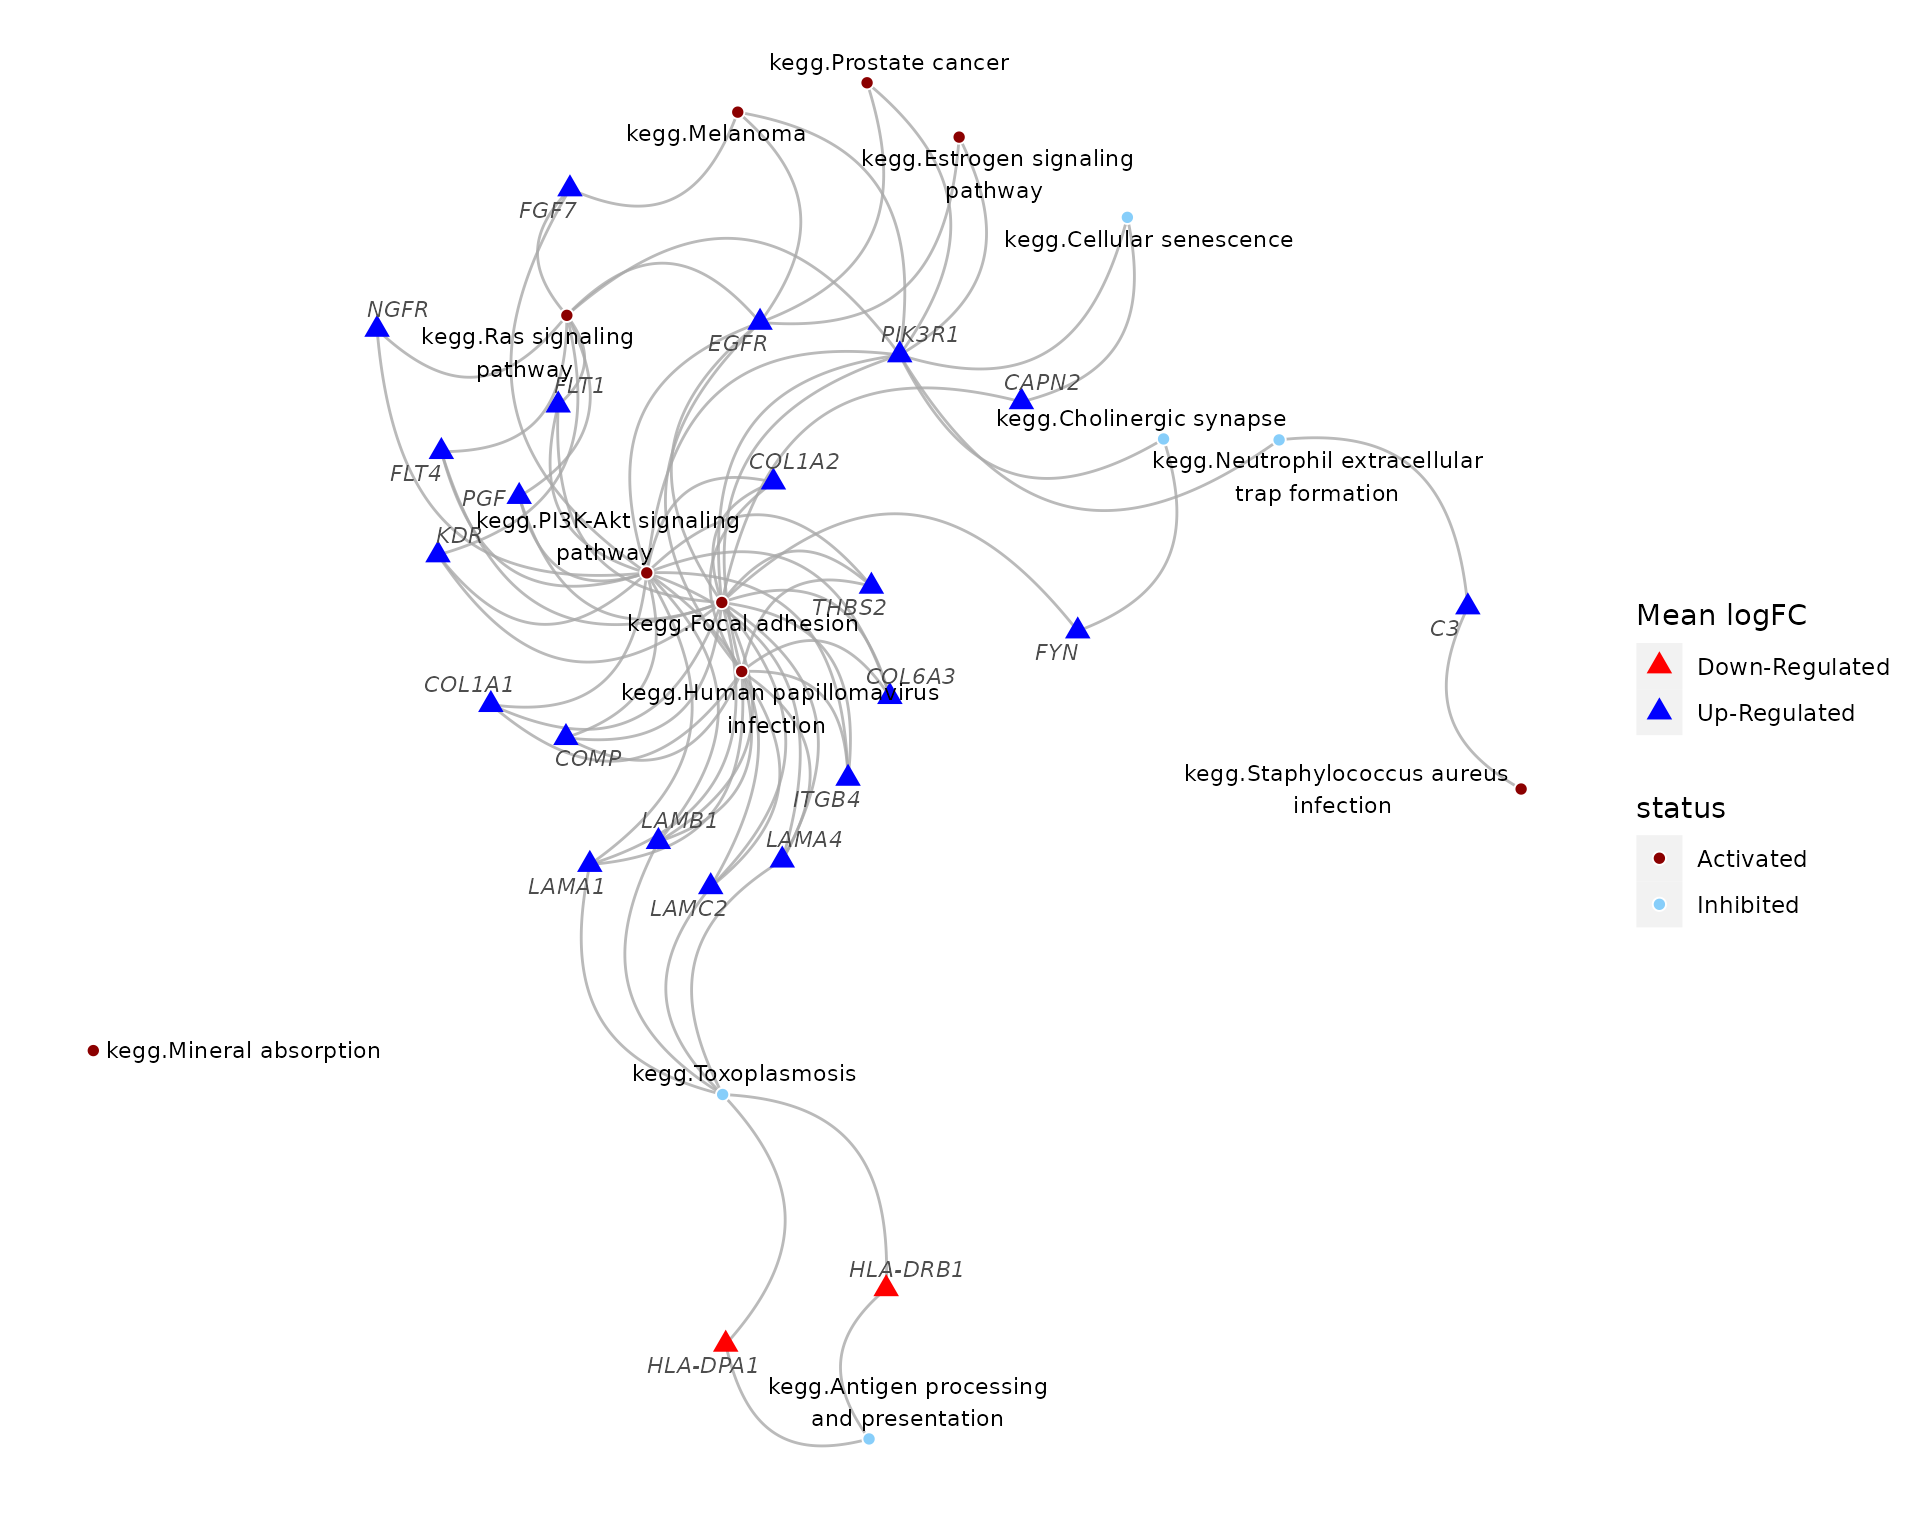 kegg.Prostate cancer
kegg.Melanoma
kegg.Estrogen signaling
pathway
FGF7
kegg.Cellular senescence
NGFR
kegg.Ras signaling
pathway
EGFR
PIK3R1
FLT1
CAPN2
kegg.Cholinergic synapse
COL1A2
kegg.Neutrophil extracellular
trap formation
FLT4
PGF
kegg.PI3K-Akt signaling
pathway
KDR
THBS2
kegg.Focal adhesion
FYN
C3
COL1A1
COL6A3
kegg.Human papillomavirus
infection
COMP
ITGB4
kegg.Staphylococcus aureus
infection
LAMB1
LAMA4
LAMA1
LAMC2
kegg.Mineral absorption
kegg.Toxoplasmosis
HLA-DRB1
HLA-DPA1
kegg.Antigen processing
and presentation
Mean logFC
Down-Regulated
Up-Regulated
status
Activated
Inhibited